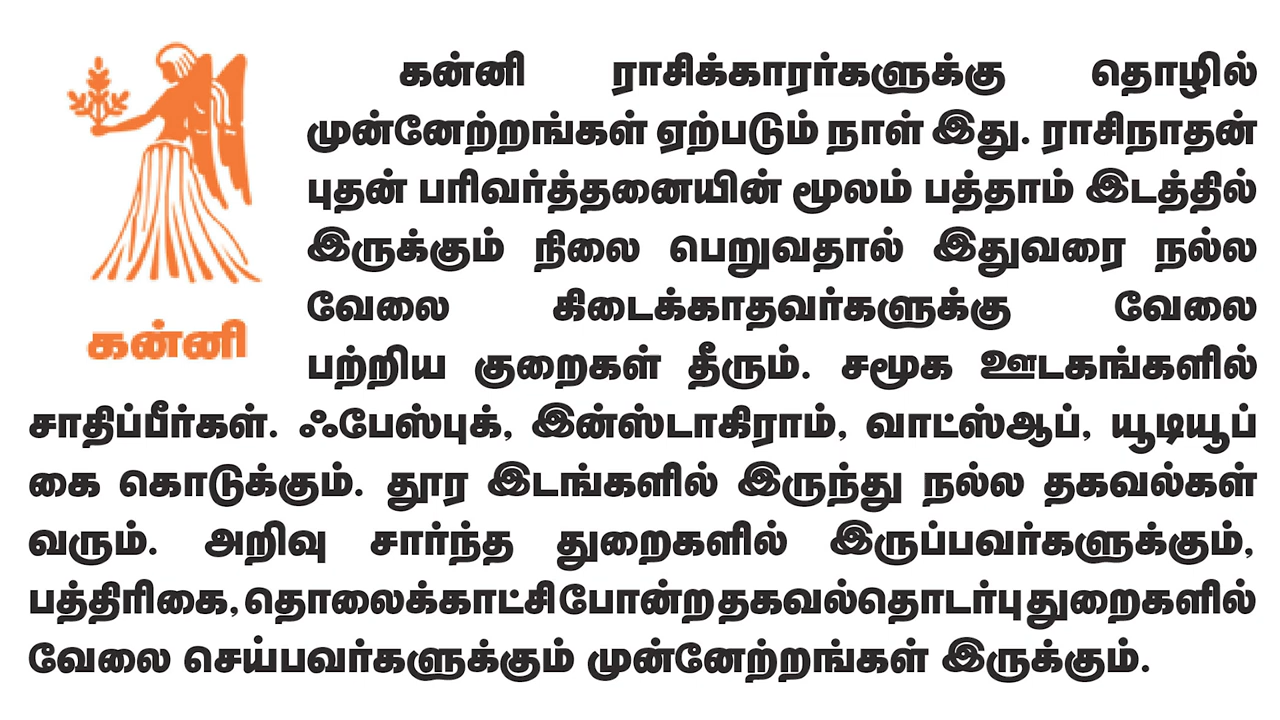 கன்னி ராசிக்காரர்களுக்கு தொழில்
முன்னேற்றங்கள் ஏற்படும் நாள் இது. ராசிநாதன்
புதன் பரிவர்த்தனையின் மூலம் பத்தாம் இடத்தில்
இருக்கும் நிலை பெறுவதால் இதுவரை நல்ல
வேலை கிடைக்காதவர்களுக்கு வேலை
கன்னி
பற்றிய குறைகள் தீரும். சமூக ஊடகங்களில்
சாதிப்பீர்கள். ஃபேஸ்புக், இன்ஸ்டாகிராம், வாட்ஸ்ஆப், யூடியூப்
கை கொடுக்கும். தூர இடங்களில் இருந்து நல்ல தகவல்கள்
வரும். அறிவு சார்ந்த துறைகளில் இருப்பவர்களுக்கும்,
பத்திரிகை, தொலைக்காட்சி போன்ற தகவல்தொடர்பு துறைகளில்
வேலை செய்பவர்களுக்கும் முன்னேற்றங்கள் இருக்கும்.